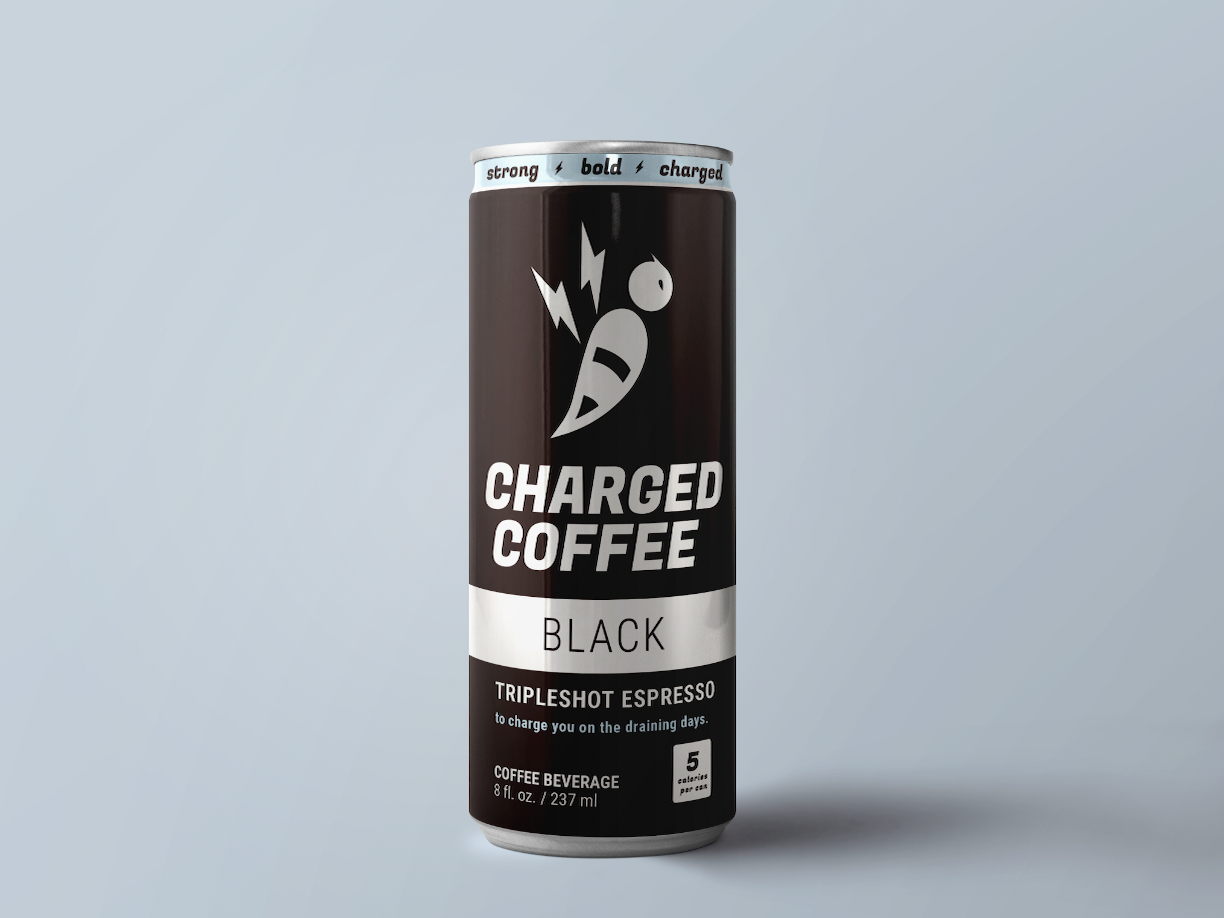 strong bold charged
CHARGED
COFFEE
BLACK
TRIPLESHOT ESPRESSO
to charge you on the draining days.
COFFEE BEVERAGE
8 fl. oz. / 237 ml
5
calories
per can